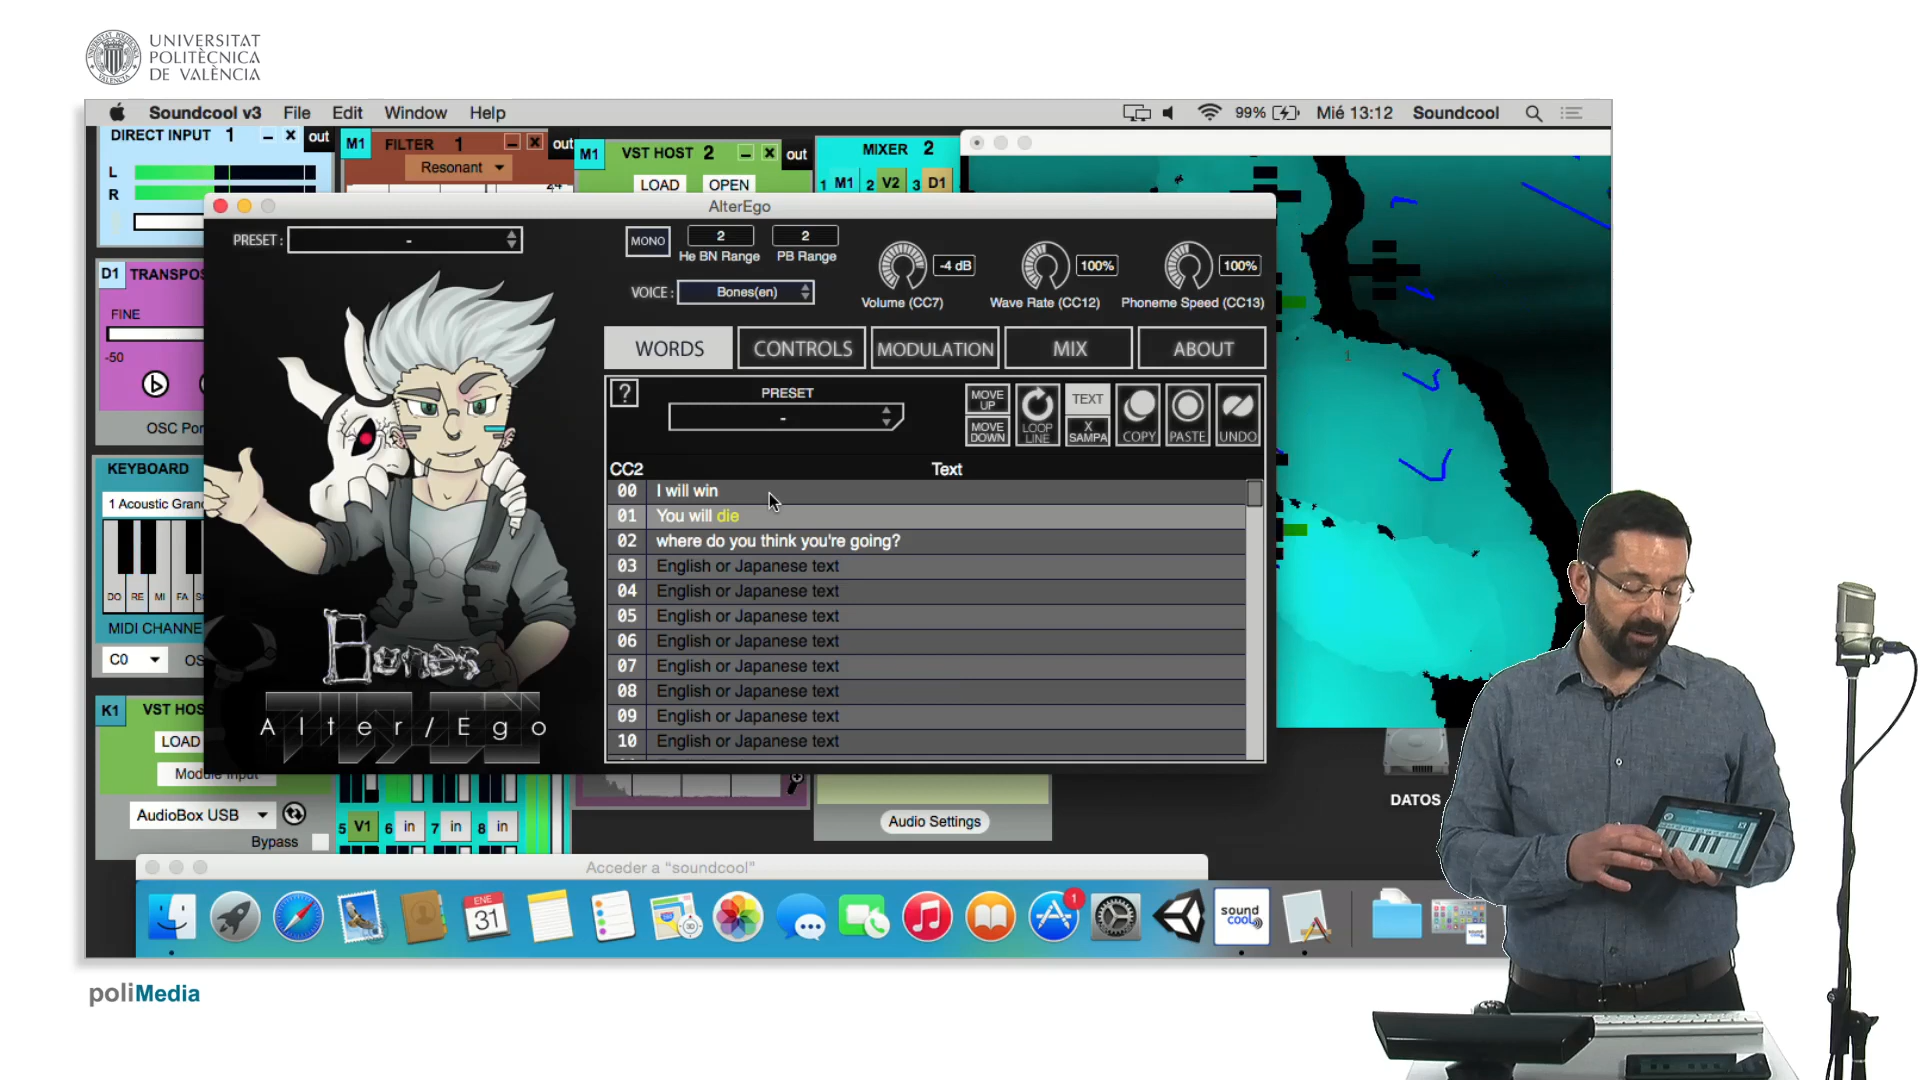 UNIVERSITAT
POLITÈCNICA
DE VALÈNCIA
Soundcool v3 File Edit Window Help
99% Mié 13:12 Soundcool
DIRECT INPUT 1 out
L
R
M1 FILTER 1 out
Resonant
M1 VST HOST 2 out
LOAD OPEN
MIXER 2
1 M1 2 V2 3 D1
AlterEgo
PRESET : -
MONO
2
He BN Range
2
PB Range
VOICE : Bones(en)
-4 dB
Volume (CC7)
100%
Wave Rate (CC12)
100%
Phoneme Speed (CC13)
WORDS CONTROLS MODULATION MIX ABOUT
?
PRESET
-
MOVE UP
MOVE DOWN
LOOP LINE
TEXT
X SAMPA
COPY
PASTE
UNDO
CC2 Text
00 I will win
01 You will die
02 where do you think you're going?
03 English or Japanese text
04 English or Japanese text
05 English or Japanese text
06 English or Japanese text
07 English or Japanese text
08 English or Japanese text
09 English or Japanese text
10 English or Japanese text
Bones
Alter/Ego
D1
FINE
-50
KEYBOARD
DO RE MI FA
C0
K1
LOAD
AudioBox USB
Bypass
5 V1 6 in 7 in 8 in
Audio Settings
1
DATOS
Acceder a “soundcool”
ENE
31
1
sound
cool
poliMedia